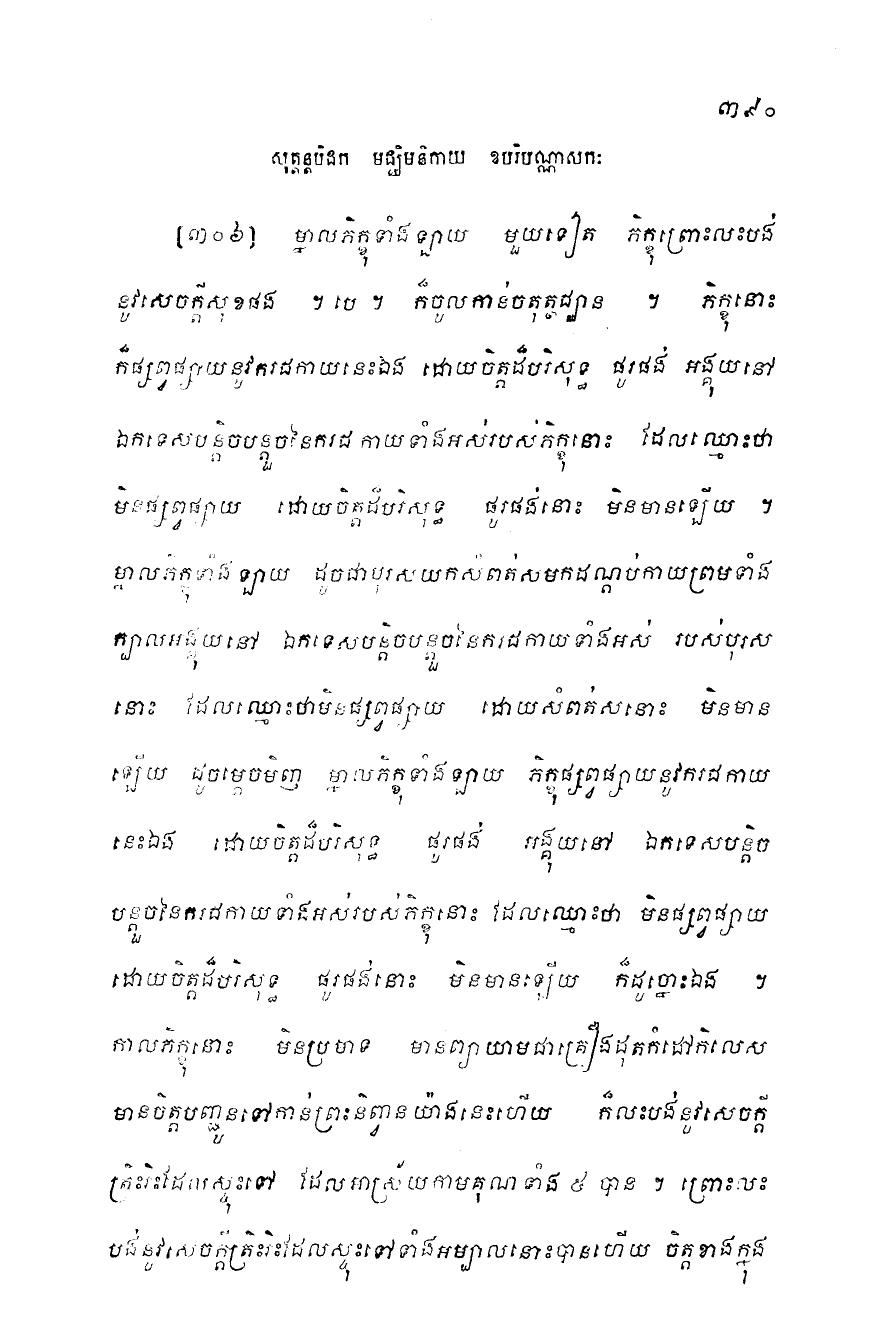 ៣៩០
សុត្តន្តបិដក មជ្ឈិមនិកាយ ឧបរិបណ្ណាសកៈ
[៣០៦] ម្នាលភិក្ខុទាំងឡាយ មួយទៀត ភិក្ខុព្រោះលះបង់
នូវសេចក្តីសុខផង ។ បេ ។ ក៏ចូលកាន់ចតុត្ថជ្ឈាន ។ ភិក្ខុនោះ
ក៏ផ្សព្វផ្សាយនូវករជកាយនេះឯង ដោយចិត្តដ៏បរិសុទ្ធ ផូរផង់ អង្គុយនៅ
ឯកទេសបន្តិចបន្តួចនៃករជកាយទាំងអស់របស់ភិក្ខុនោះ ដែលឈ្មោះថា
មិនផ្សព្វផ្សាយ ដោយចិត្តដ៏បរិសុទ្ធ ផូរផង់នោះ មិនមានឡើយ ។
ម្នាលភិក្ខុទាំងឡាយ ដូចជាបុរសយកសំពត់សមកដណ្តប់កាយព្រមទាំង
ក្បាលអង្គុយនៅ ឯកទេសបន្តិចបន្តួចនៃករជកាយទាំងអស់ របស់បុរស
នោះ ដែលឈ្មោះថាមិនផ្សព្វផ្សាយ ដោយសំពត់សនោះ មិនមាន
ឡើយ ដូចម្តេចមិញ ម្នាលភិក្ខុទាំងឡាយ ភិក្ខុផ្សព្វផ្សាយនូវករជកាយ
នេះឯង ដោយចិត្តដ៏បរិសុទ្ធ ផូរផង់ អង្គុយនៅ ឯកទេសបន្តិច
បន្តួចនៃករជកាយទាំងអស់របស់ភិក្ខុនោះ ដែលឈ្មោះថា មិនផ្សព្វផ្សាយ
ដោយចិត្តដ៏បរិសុទ្ធ ផូរផង់នោះ មិនមានឡើយ ក៏ដូច្នោះឯង ។
កាលភិក្ខុនោះ មិនប្រមាទ មានព្យាយាមជាគ្រឿងដុតកំដៅកិលេស
មានចិត្តបញ្ជូនទៅកាន់ព្រះនិព្វានយ៉ាងនេះហើយ ក៏លះបង់នូវសេចក្តី
ត្រិះរិះដែលស្ទុះទៅ ដែលអាស្រ័យកាមគុណទាំង ៥ បាន ។ ព្រោះលះ
បង់នូវសេចក្តីត្រិះរិះដែលស្ទុះទៅទាំងអម្បាលនោះបានហើយ ចិត្តខាងក្នុង